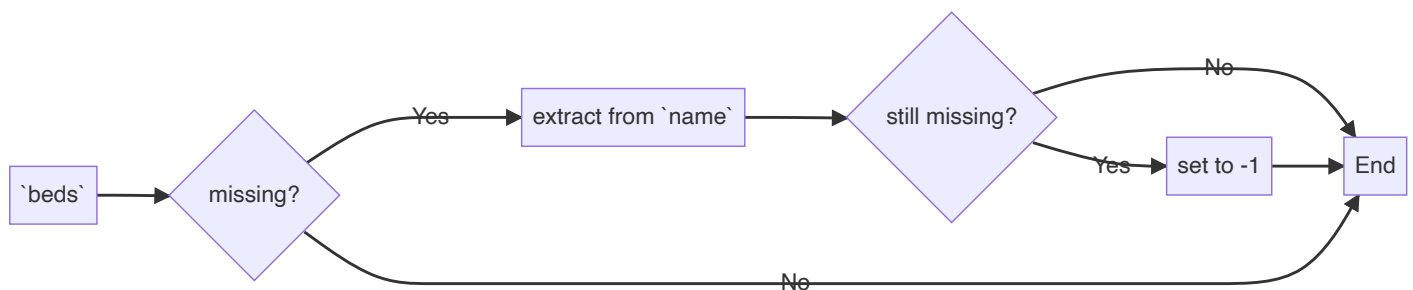 `beds`
missing?
Yes
extract from `name`
still missing?
No
Yes
set to -1
End
No